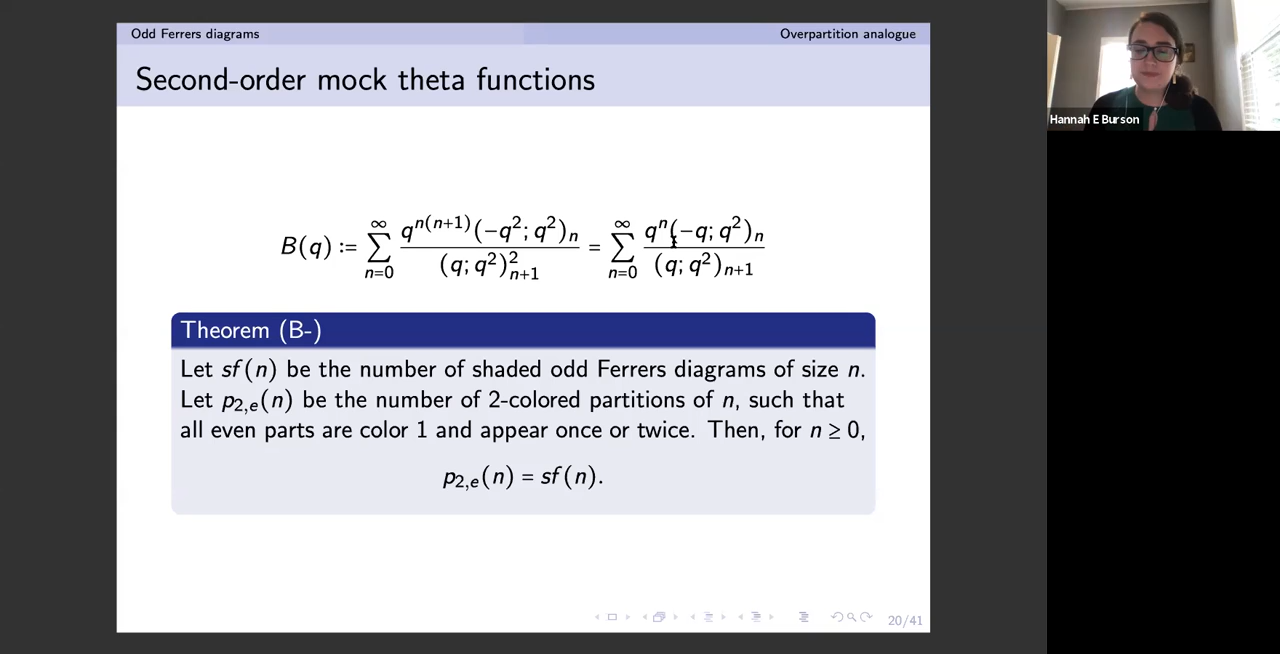 Odd Ferrers diagrams
Overpartition analogue
Second-order mock theta functions
B(q) := ∑_{n=0}^{∞} q^{n(n+1)}(−q²; q²)_n / (q; q²)²_{n+1} = ∑_{n=0}^{∞} q^n(−q; q²)_n / (q; q²)_{n+1}
Theorem (B-)
Let sf(n) be the number of shaded odd Ferrers diagrams of size n.
Let p_{2,e}(n) be the number of 2-colored partitions of n, such that
all even parts are color 1 and appear once or twice. Then, for n ≥ 0,
p_{2,e}(n) = sf(n).
20/41
Hannah E Burson